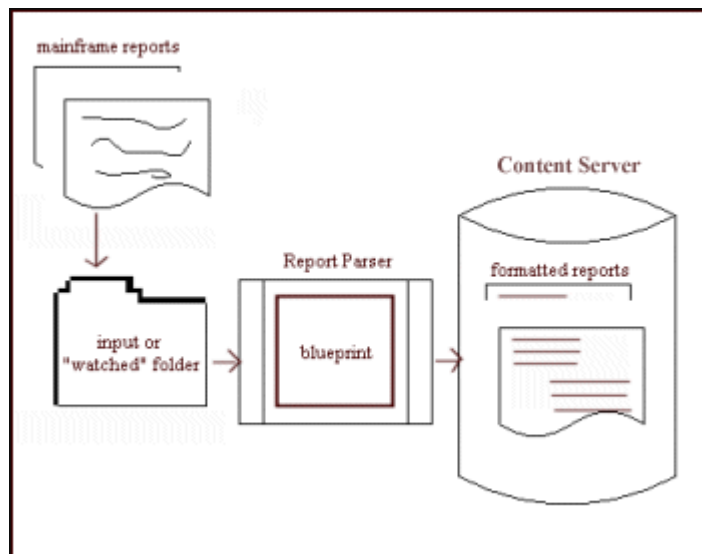 mainframe reports
Content Server
Report Parser
formatted reports
input or
"watched" folder
blueprint